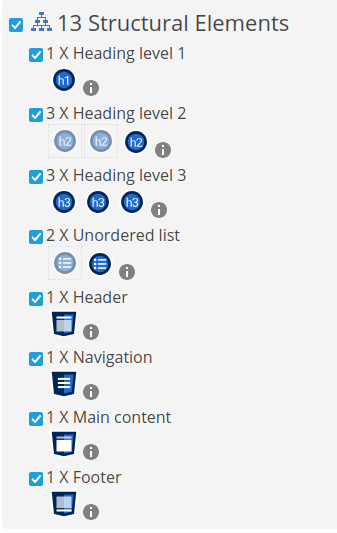 13 Structural Elements
1 X Heading level 1
h1 i
3 X Heading level 2
h2 h2 h2 i
3 X Heading level 3
h3 h3 h3 i
2 X Unordered list
i
1 X Header
i
1 X Navigation
i
1 X Main content
i
1 X Footer
i